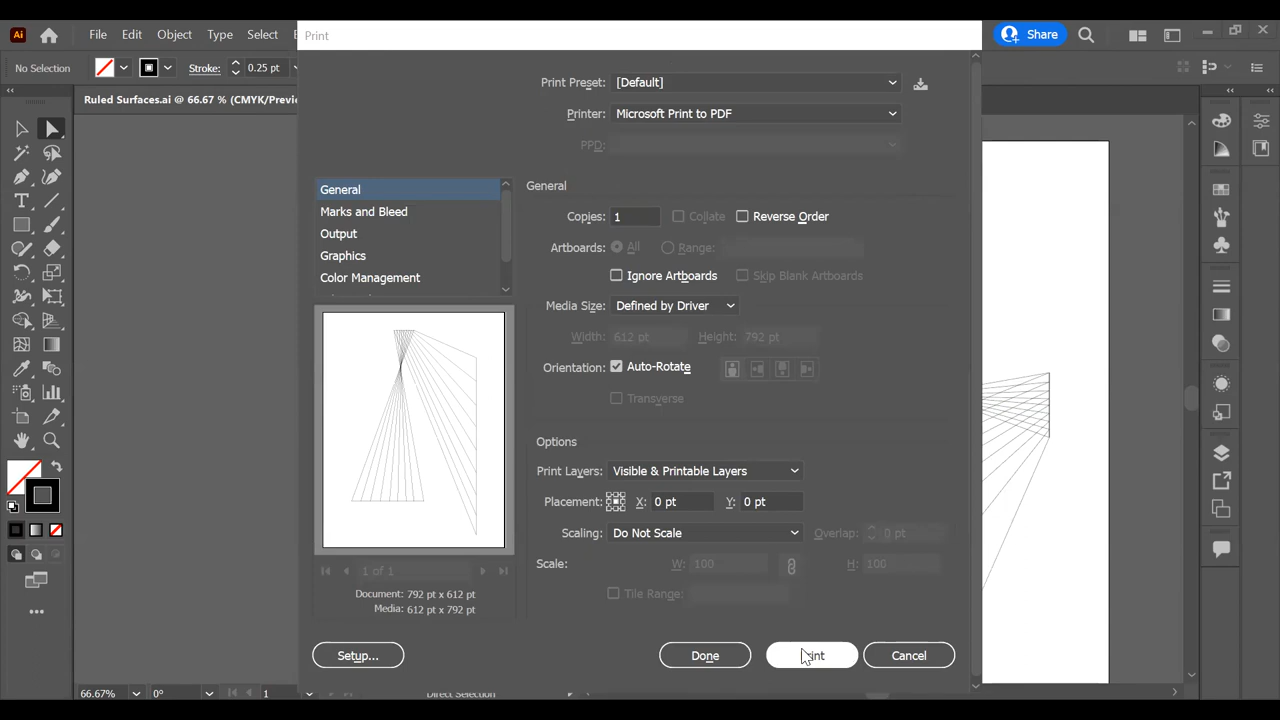 Ai File Edit Object Type Select Print Share
No Selection Stroke: 0.25 pt
Print Preset: [Default]
Ruled Surfaces.ai @ 66.67 % (CMYK/Previe
Printer: Microsoft Print to PDF
PPD:
General General
Marks and Bleed Copies: 1 Collate Reverse Order
Output
Artboards: All Range:
Graphics
Color Management Ignore Artboards Skip Blank Artboards
Media Size: Defined by Driver
Width: 612 pt Height: 792 pt
Orientation: Auto-Rotate
Transverse
Options
Print Layers: Visible & Printable Layers
Placement: X: 0 pt Y: 0 pt
Scaling: Do Not Scale Overlap: 0 pt
Scale: W: 100 H: 100
1 of 1
Tile Range:
Document: 792 pt x 612 pt
Media: 612 pt x 792 pt
Setup... Done Print Cancel
66.67% 0° 1 Direct Selection